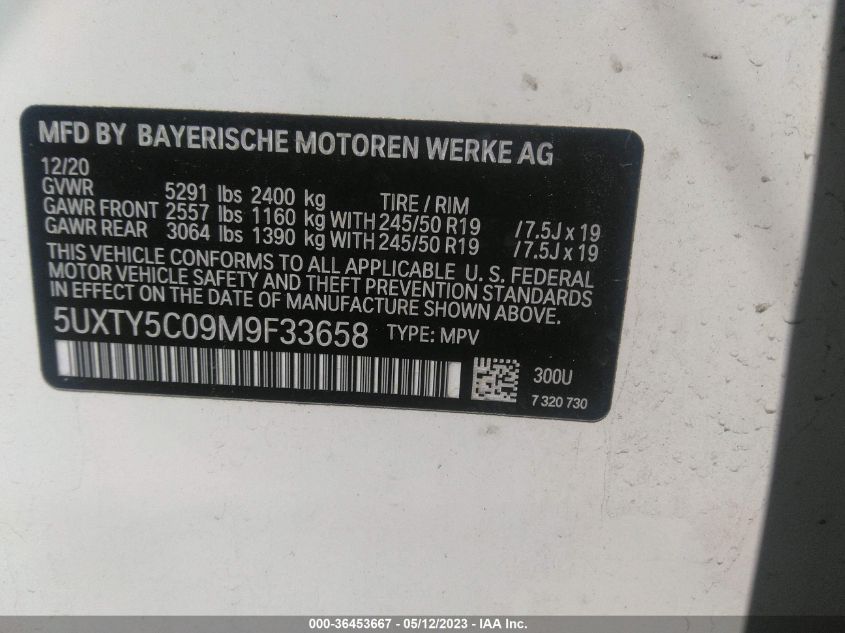 MFD BY BAYERISCHE MOTOREN WERKE AG
12/20
GVWR 5291 lbs 2400 kg TIRE / RIM
GAWR FRONT 2557 lbs 1160 kg WITH 245/50 R19 / 7.5J x 19
GAWR REAR 3064 lbs 1390 kg WITH 245/50 R19 / 7.5J x 19
THIS VEHICLE CONFORMS TO ALL APPLICABLE U. S. FEDERAL
MOTOR VEHICLE SAFETY AND THEFT PREVENTION STANDARDS
IN EFFECT ON THE DATE OF MANUFACTURE SHOWN ABOVE.
5UXTY5C09M9F33658 TYPE: MPV
300U
7 320 730
000-36453667 - 05/12/2023 - IAA Inc.